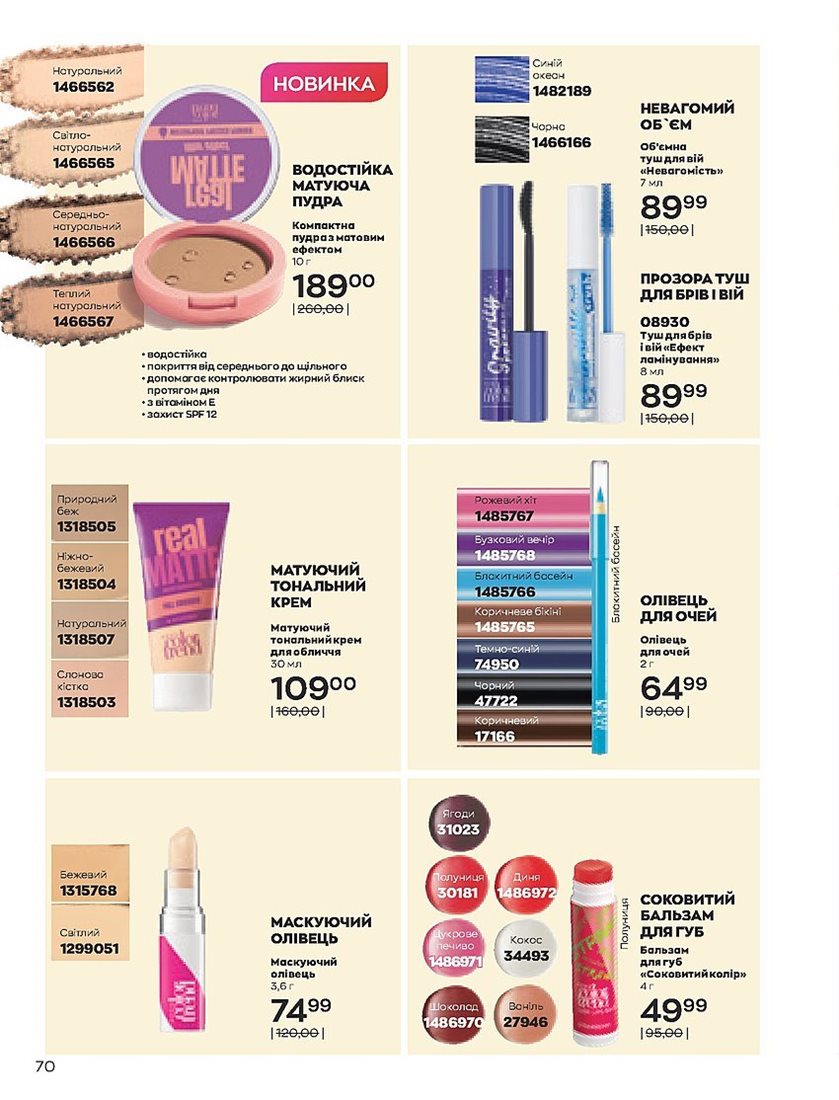 Натуральний
1466562
Світло-
натуральний
1466565
Середньо-
натуральний
1466566
Теплий
натуральний
1466567
real
MATTE
НОВИНКА
ВОДОСТІЙКА
МАТУЮЧА
ПУДРА
Компактна
пудра з матовим
ефектом
10 г
18900
|260,00|
• водостійка
• покриття від середнього до щільного
• допомагає контролювати жирний блиск
протягом дня
• з вітаміном Е
• захист SPF 12
Синій
океан
1482189
Чорна
1466166
НЕВАГОМИЙ
ОБ`ЄМ
Об'ємна
туш для вій
«Невагомість»
7 мл
8999
|150,00|
ПРОЗОРА ТУШ
ДЛЯ БРІВ І ВІЙ
08930
Туш для брів
і вій «Ефект
ламінування»
8 мл
8999
|150,00|
Природний
беж
1318505
Ніжно-
бежевий
1318504
Натуральний
1318507
Слонова
кістка
1318503
real
MATTE
color
trend
МАТУЮЧИЙ
ТОНАЛЬНИЙ
КРЕМ
Матуючий
тональний крем
для обличчя
30 мл
10900
|160,00|
Рожевий хіт
1485767
Бузковий вечір
1485768
Блакитний басейн
1485766
Коричневе бікіні
1485765
Темно-синій
74950
Чорний
47722
Коричневий
17166
Блакитний басейн
ОЛІВЕЦЬ
ДЛЯ ОЧЕЙ
Олівець
для очей
2 г
6499
|90,00|
Бежевий
1315768
Світлий
1299051
color
trend
МАСКУЮЧИЙ
ОЛІВЕЦЬ
Маскуючий
олівець
3,6 г
7499
|120,00|
Ягоди
31023
Полуниця
30181
Диня
1486972
Цукрове
печиво
1486971
Кокос
34493
Шоколад
1486970
Ваніль
27946
Полуниця
СОКОВИТИЙ
БАЛЬЗАМ
ДЛЯ ГУБ
Бальзам
для губ
«Соковитий колір»
4 г
4999
|95,00|
70